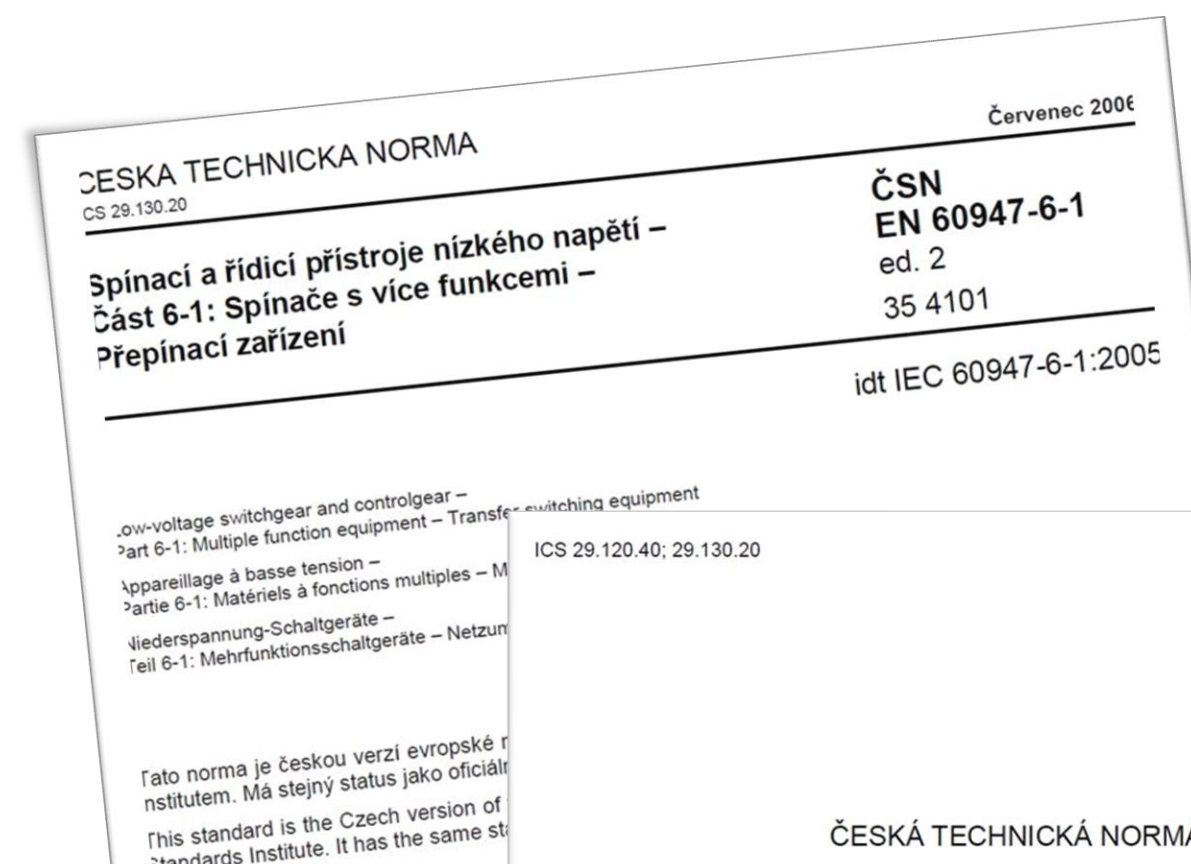 ČESKA TECHNICKA NORMA
CS 29.130.20
Červenec 2006
Spínací a řídicí přístroje nízkého napětí –
Část 6-1: Spínače s více funkcemi –
Přepínací zařízení
ČSN
EN 60947-6-1
ed. 2
35 4101
idt IEC 60947-6-1:2005
Low-voltage switchgear and controlgear –
Part 6-1: Multiple function equipment – Transfer switching equipment
Appareillage à basse tension –
Partie 6-1: Matériels à fonctions multiples – M
Niederspannung-Schaltgeräte –
Teil 6-1: Mehrfunktionsschaltgeräte – Netzum
Tato norma je českou verzí evropské
nstitutem. Má stejný status jako
This standard is the Czech version of
Standards Institute. It has the same
ICS 29.120.40; 29.130.20
ČESKÁ TECHNICKÁ NORMA